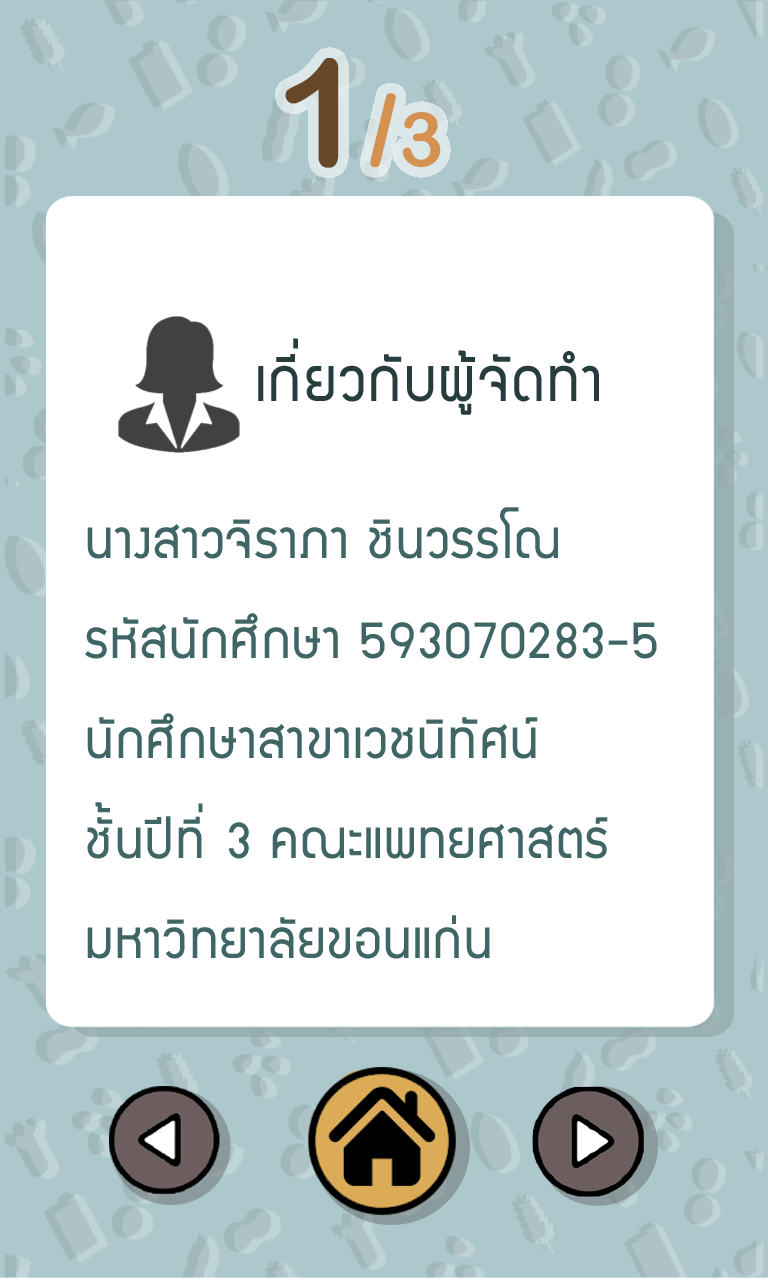 1/3
เกี่ยวกับผู้จัดทำ
นางสาวจิราภา ชินวรรโณ
รหัสนักศึกษา 593070283-5
นักศึกษาสาขาเวชนิทัศน์
ชั้นปีที่ 3 คณะแพทยศาสตร์
มหาวิทยาลัยขอนแก่น